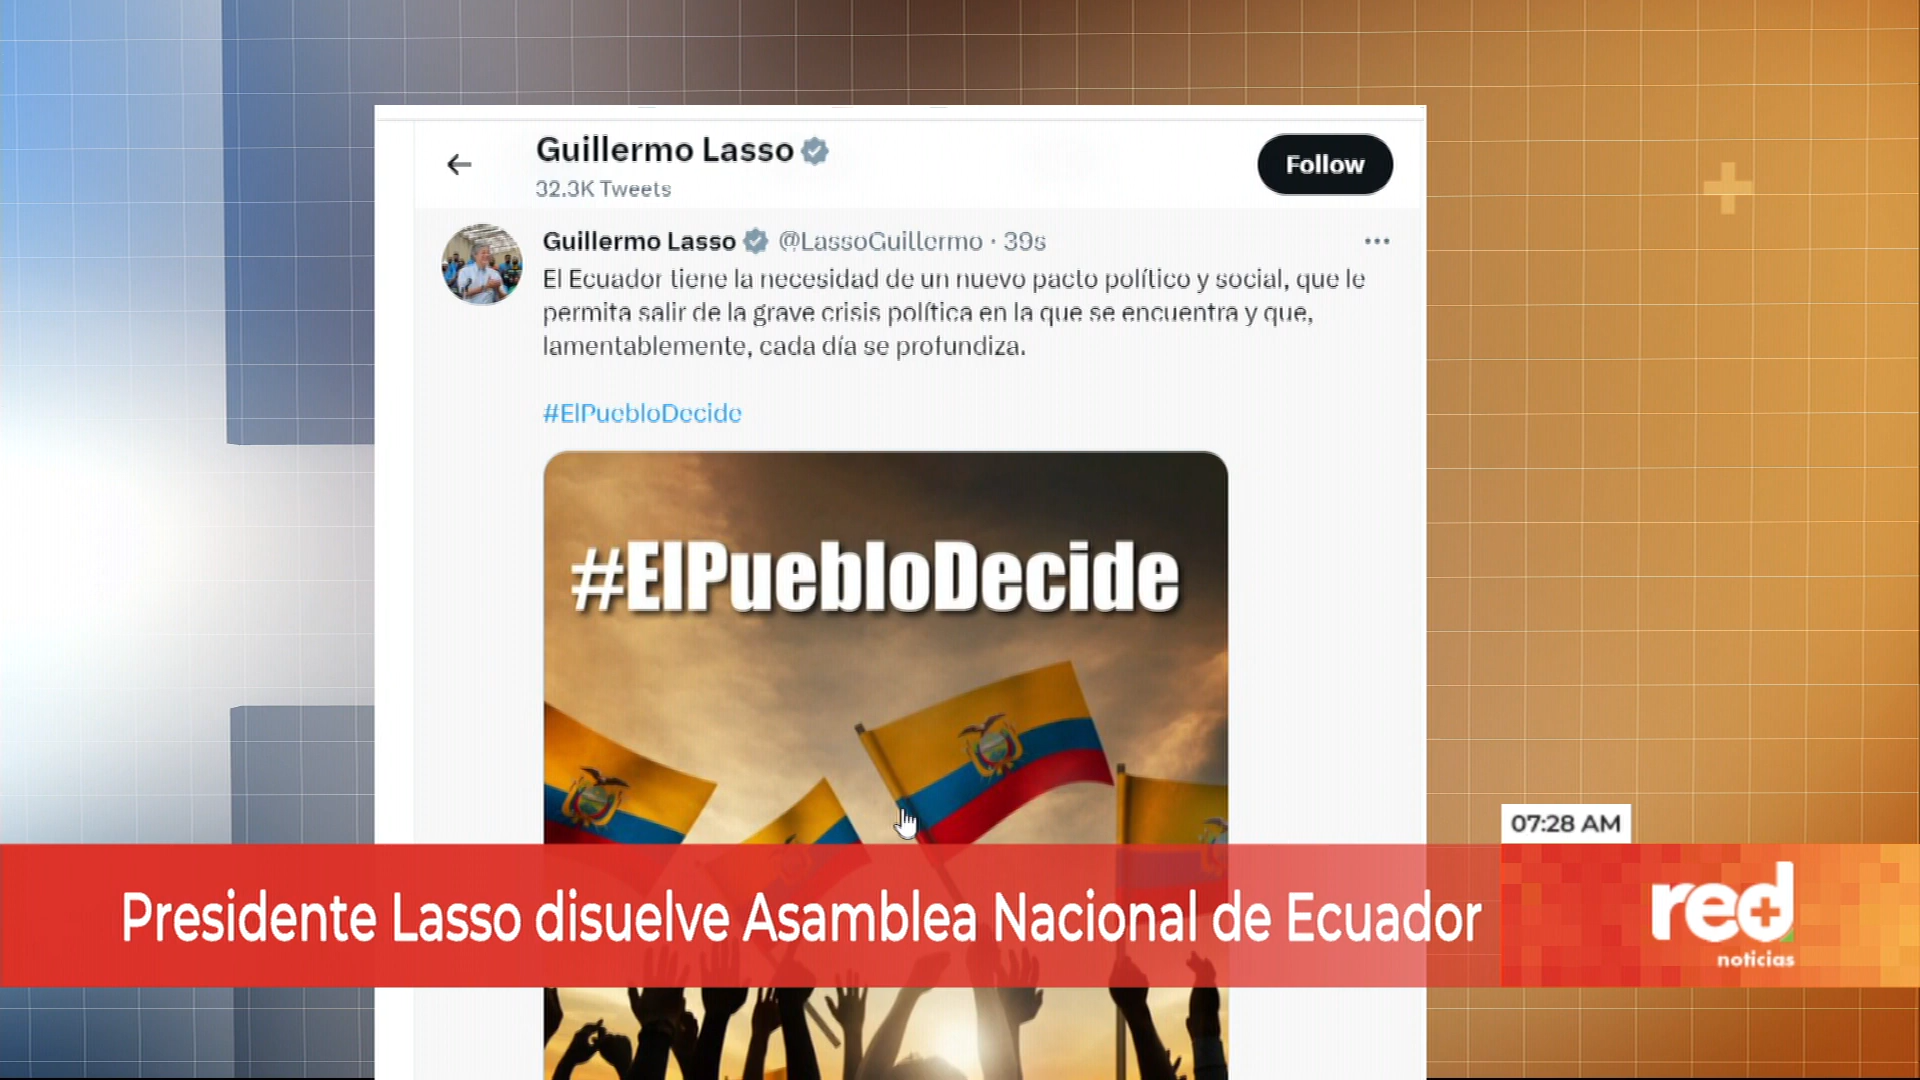 Guillermo Lasso
32.3K Tweets
Follow
Guillermo Lasso @LassoGuillermo · 39s
El Ecuador tiene la necesidad de un nuevo pacto político y social, que le
permita salir de la grave crisis política en la que se encuentra y que,
lamentablemente, cada día se profundiza.
#ElPuebloDecide
#ElPuebloDecide
07:28 AM
Presidente Lasso disuelve Asamblea Nacional de Ecuador
red+
noticias